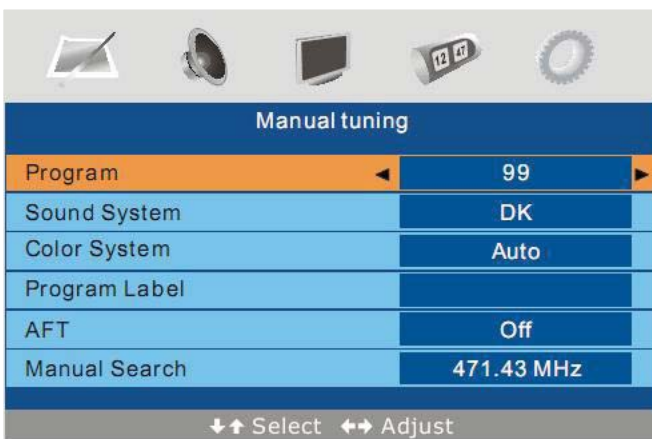 12 47
Manual tuning
Program ◄ 99 ►
Sound System DK
Color System Auto
Program Label
AFT Off
Manual Search 471.43 MHz
Select Adjust